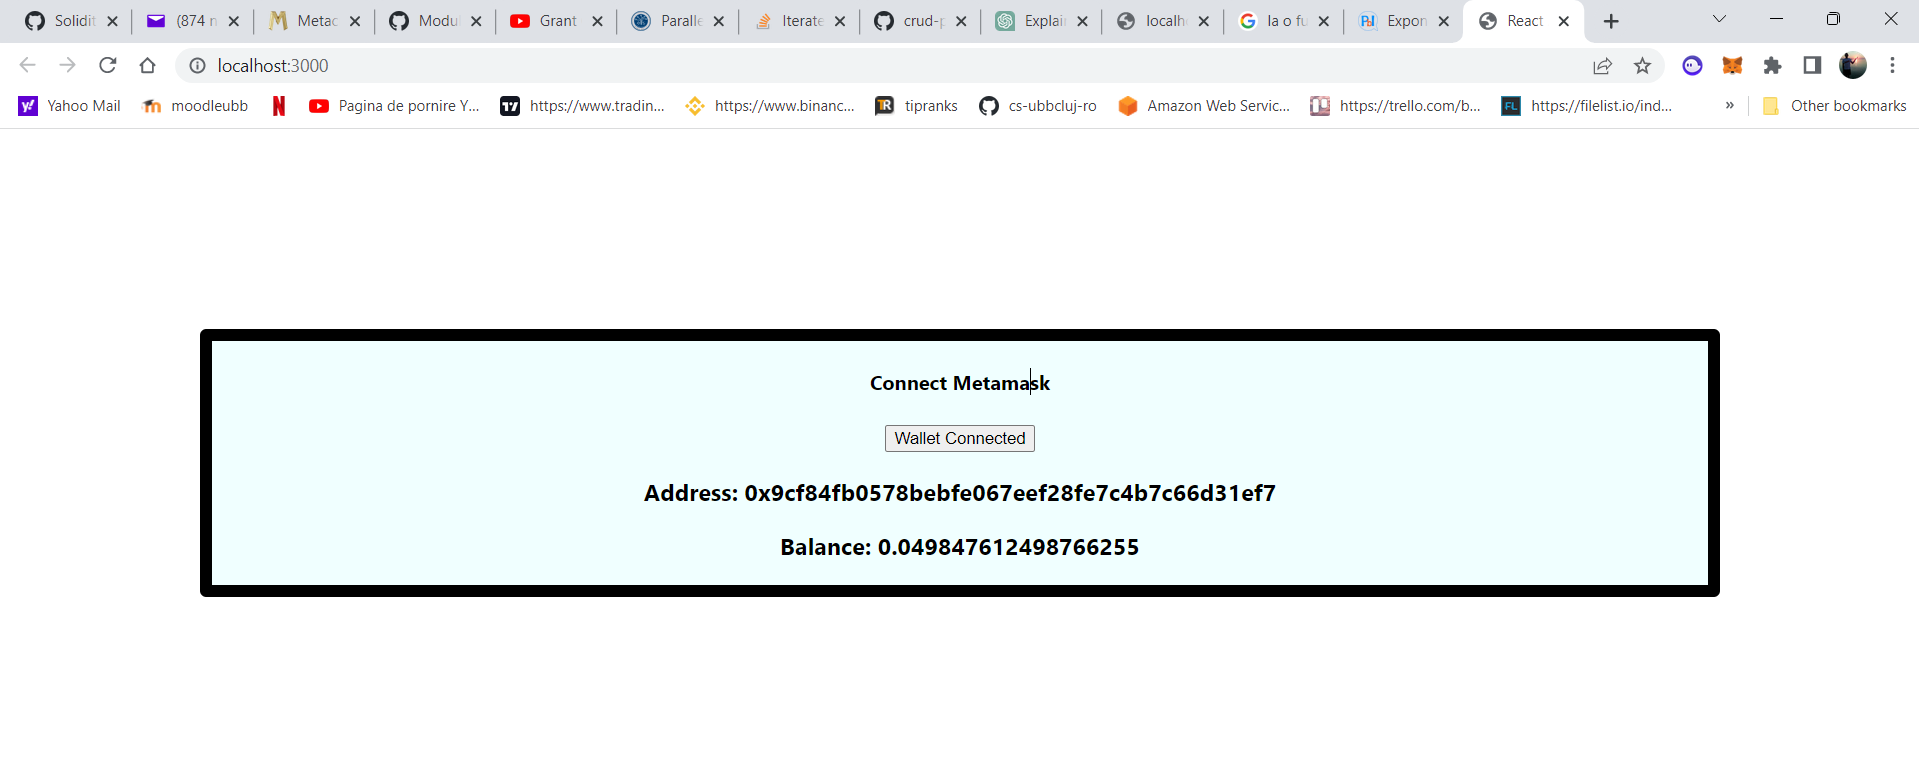 Solidit (874 n Metac Modu Grant Paralle Iterate crud-p Explai localh la o fu Expon React
localhost:3000
Yahoo Mail moodleubb Pagina de pornire Y... https://www.tradin... https://www.binanc... tipranks cs-ubbcluj-ro Amazon Web Servic... https://trello.com/b... https://filelist.io/ind... » Other bookmarks
Connect Metamask
Wallet Connected
Address: 0x9cf84fb0578bebfe067eef28fe7c4b7c66d31ef7
Balance: 0.049847612498766255